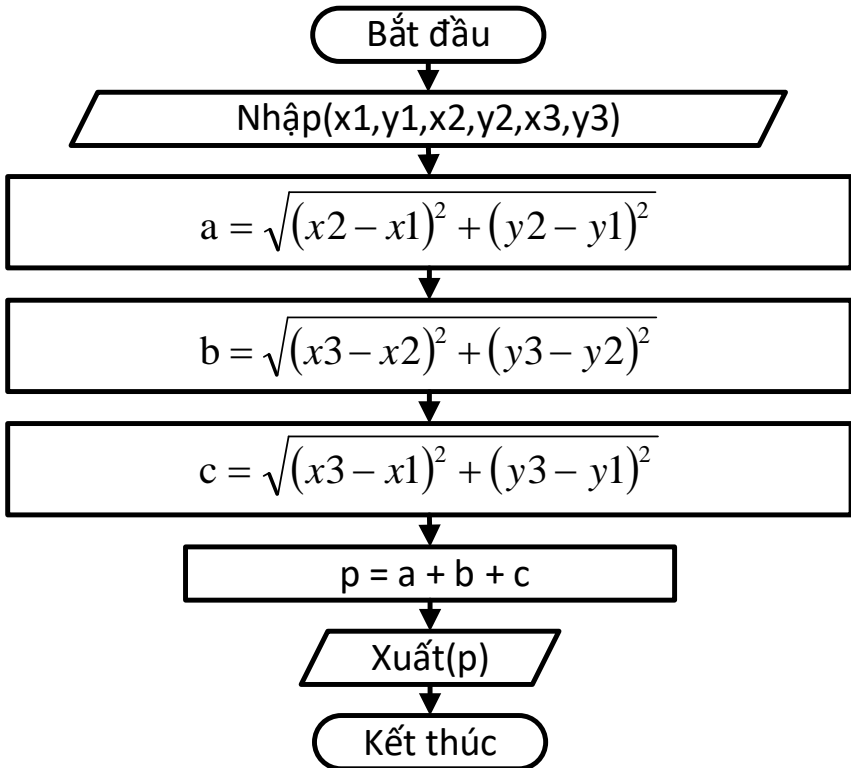 Bắt đầu
Nhập(x1,y1,x2,y2,x3,y3)
a = √((x2 − x1)² + (y2 − y1)²)
b = √((x3 − x2)² + (y3 − y2)²)
c = √((x3 − x1)² + (y3 − y1)²)
p = a + b + c
Xuất(p)
Kết thúc